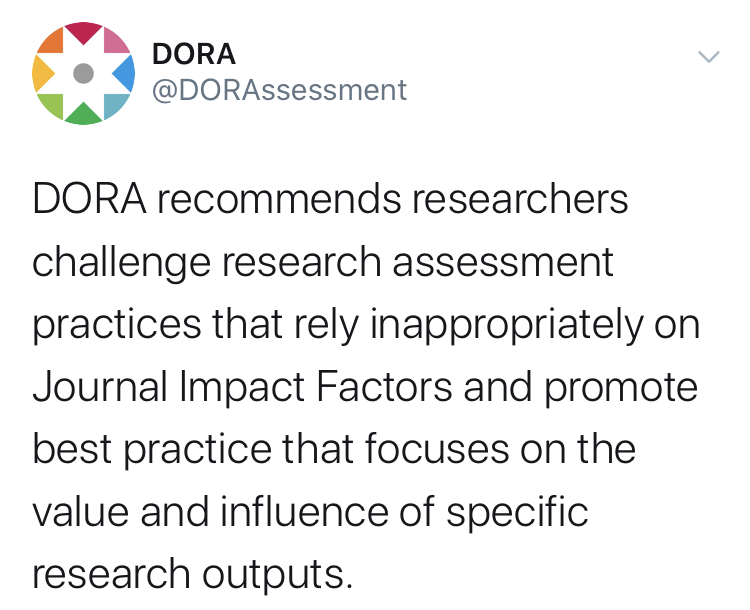 DORA
@DORAssessment
DORA recommends researchers
challenge research assessment
practices that rely inappropriately on
Journal Impact Factors and promote
best practice that focuses on the
value and influence of specific
research outputs.